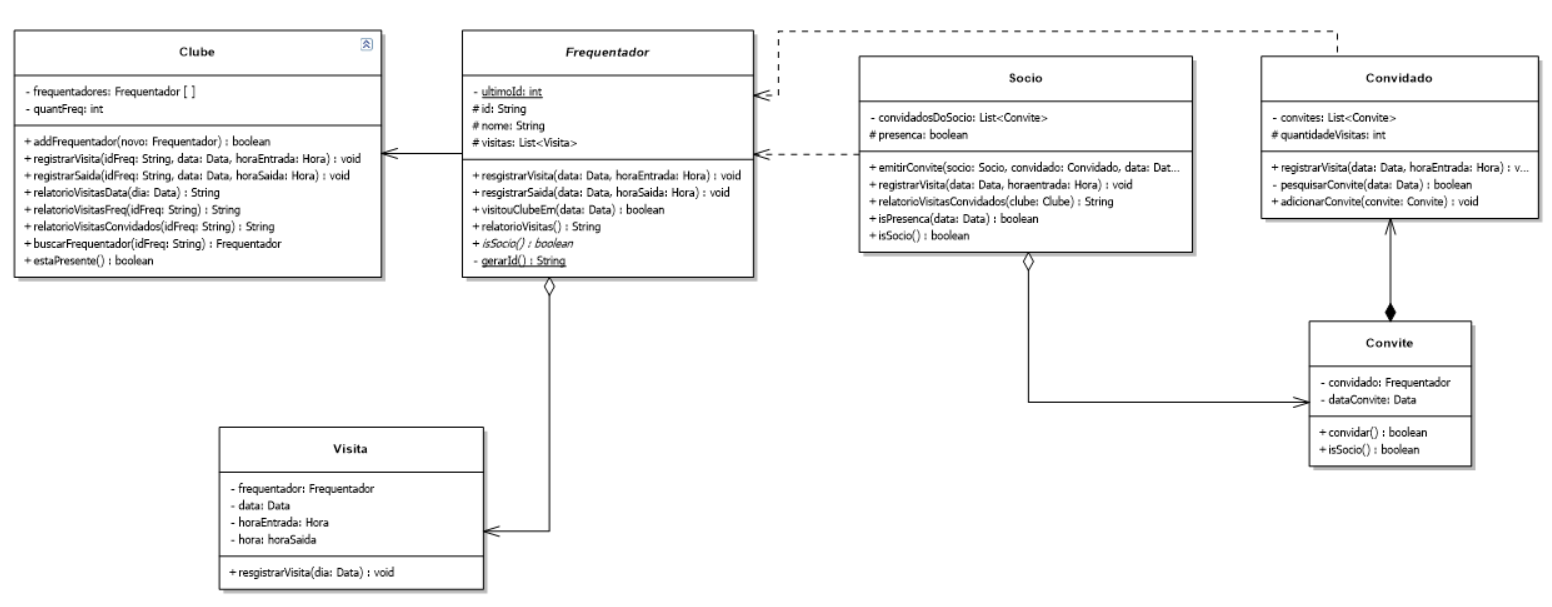 Clube
- frequentadores: Frequentador [ ]
- quantFreq: int
+ addFrequentador(novo: Frequentador) : boolean
+ registrarVisita(idFreq: String, data: Data, horaEntrada: Hora) : void
+ registrarSaida(idFreq: String, data: Data, horaSaida: Hora) : void
+ relatorioVisitasData(dia: Data) : String
+ relatorioVisitasFreq(idFreq: String) : String
+ relatorioVisitasConvidados(idFreq: String) : String
+ buscarFrequentador(idFreq: String) : Frequentador
+ estaPresente() : boolean
Frequentador
- ultimoId: int
# id: String
# nome: String
# visitas: List<Visita>
+ resgistrarVisita(data: Data, horaEntrada: Hora) : void
+ resgistrarSaida(data: Data, horaSaida: Hora) : void
+ visitouClubeEm(data: Data) : boolean
+ relatorioVisitas() : String
+ isSocio() : boolean
- gerarId() : String
Socio
- convidadosDoSocio: List<Convite>
# presenca: boolean
+ emitirConvite(socio: Socio, convidado: Convidado, data: Dat...
+ registrarVisita(data: Data, horaentrada: Hora) : void
+ relatorioVisitasConvidados(clube: Clube) : String
+ isPresenca(data: Data) : boolean
+ isSocio() : boolean
Convidado
- convites: List<Convite>
# quantidadeVisitas: int
+ registrarVisita(data: Data, horaEntrada: Hora) : v...
- pesquisarConvite(data: Data) : boolean
+ adicionarConvite(convite: Convite) : void
Convite
- convidado: Frequentador
- dataConvite: Data
+ convidar() : boolean
+ isSocio() : boolean
Visita
- frequentador: Frequentador
- data: Data
- horaEntrada: Hora
- hora: horaSaida
+ resgistrarVisita(dia: Data) : void